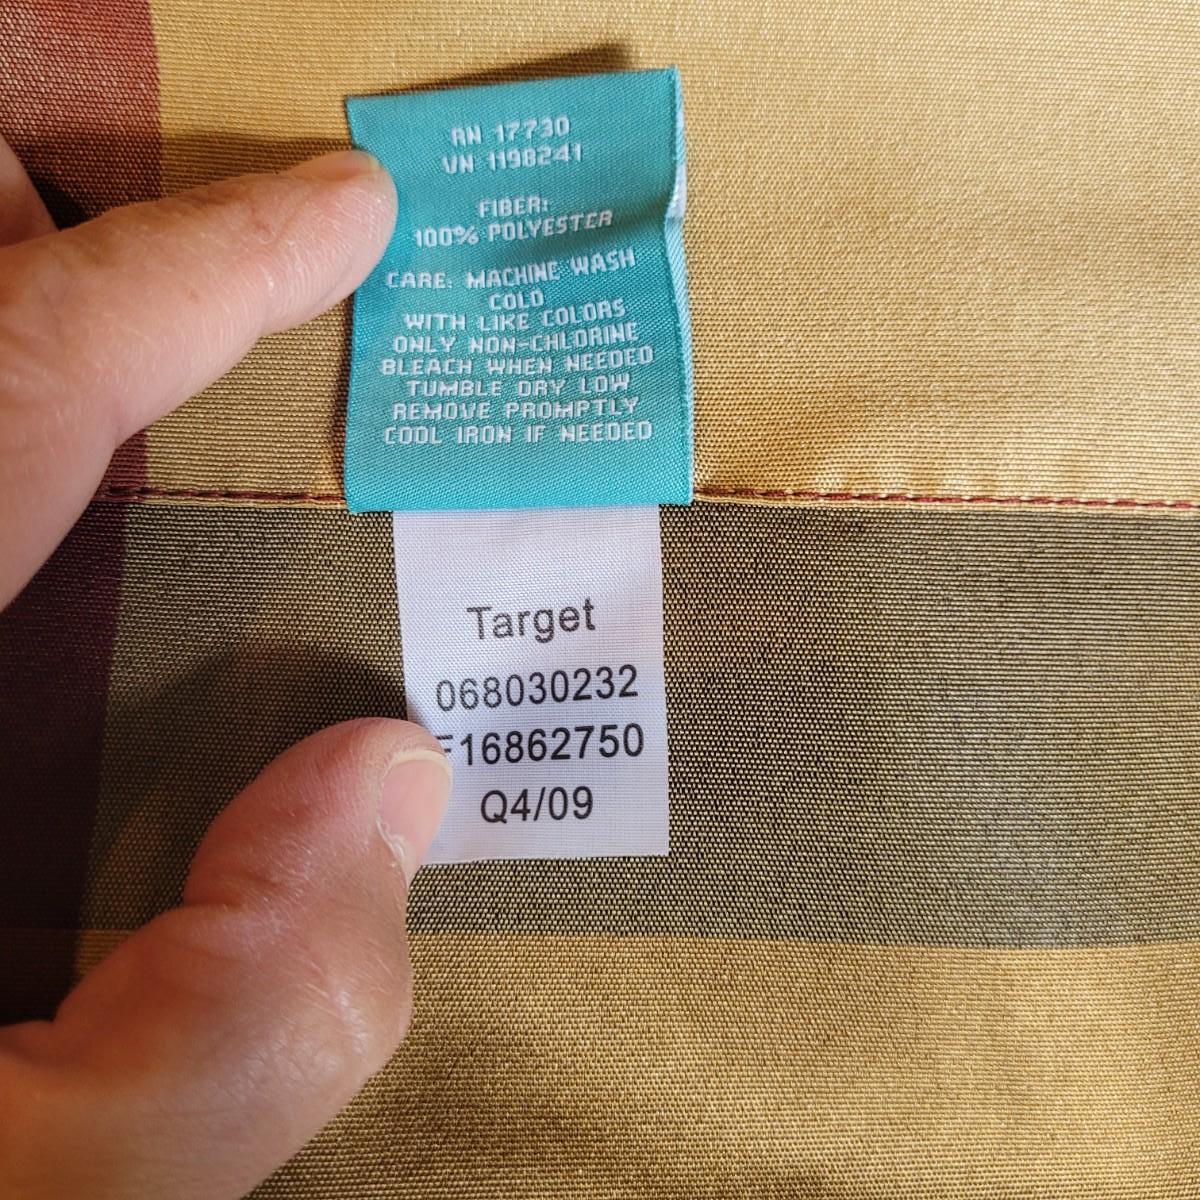 RN 17730
VN 1198241
FIBER:
100% POLYESTER
CARE: MACHINE WASH
COLD
WITH LIKE COLORS
ONLY NON-CHLORINE
BLEACH WHEN NEEDED
TUMBLE DRY LOW
REMOVE PROMPTLY
COOL IRON IF NEEDED
Target
068030232
F16862750
Q4/09